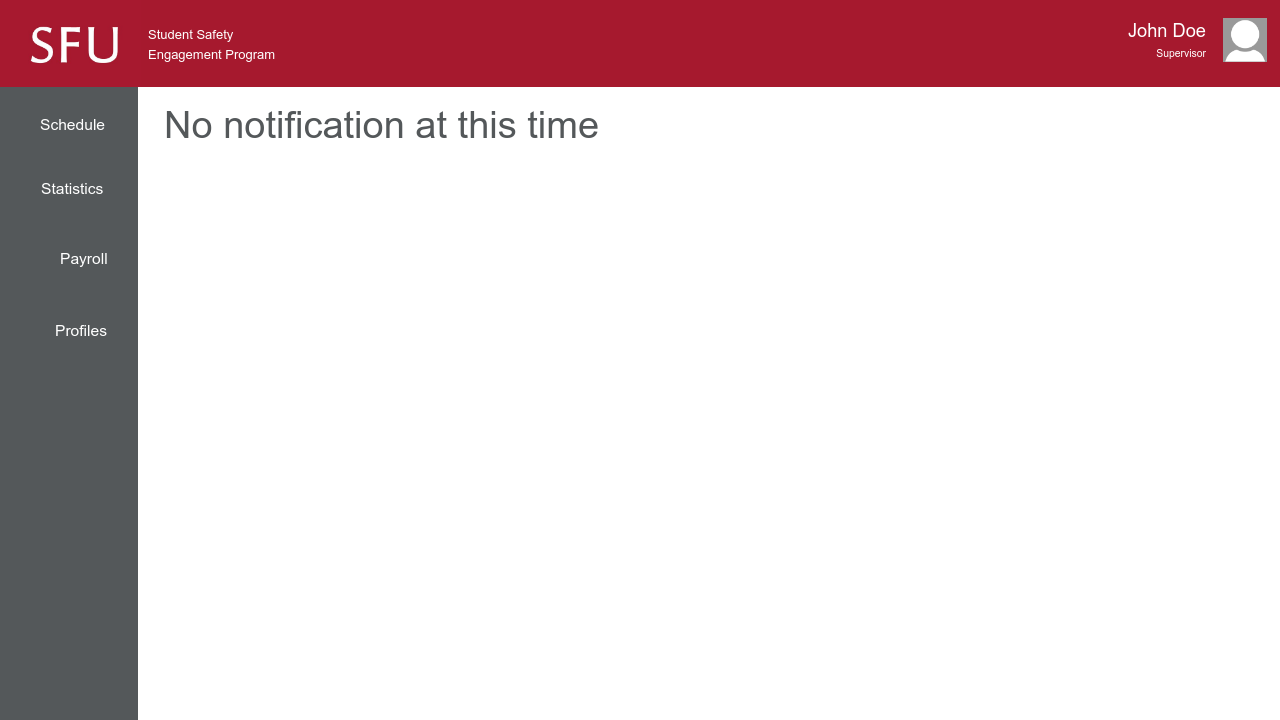 SFU
Student Safety
Engagement Program
John Doe
Supervisor
Schedule
Statistics
Payroll
Profiles
No notification at this time